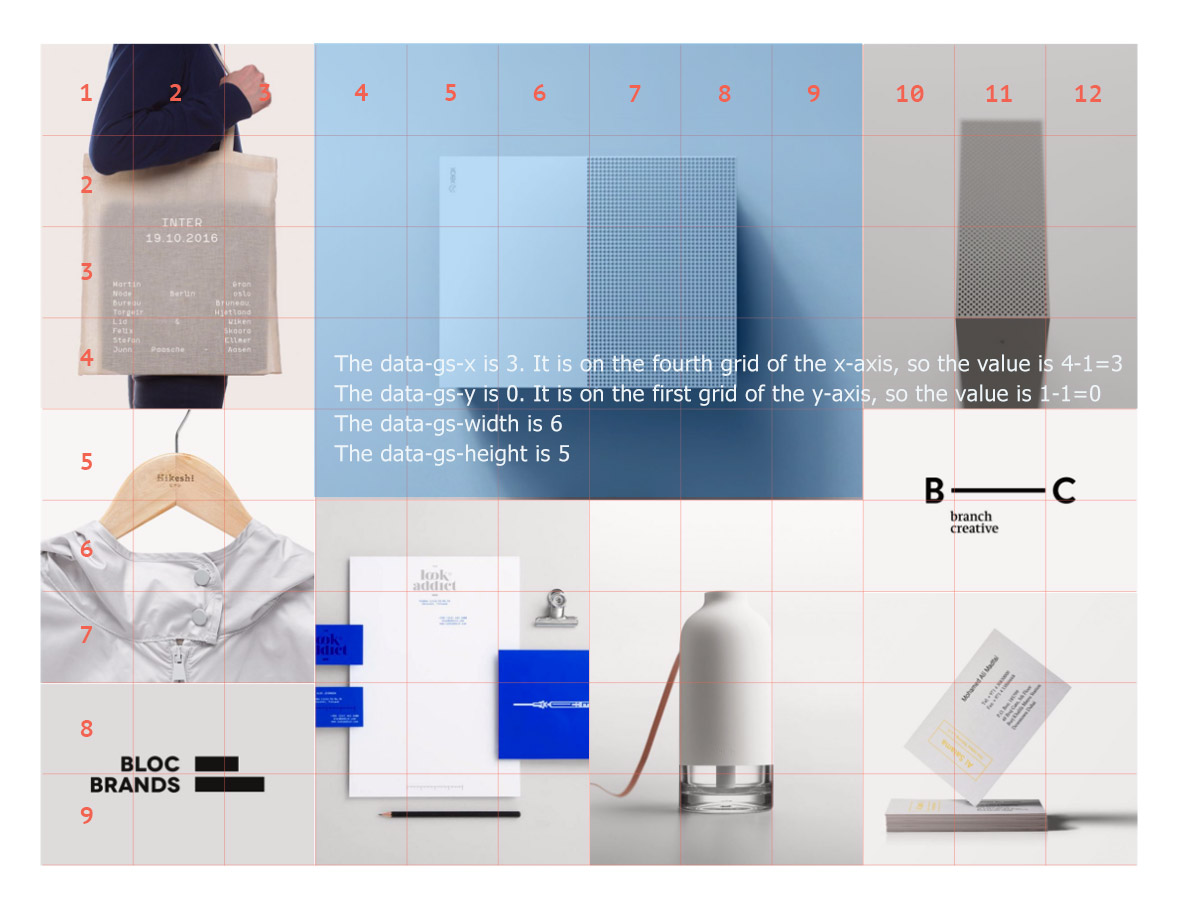 1 2 3 4 5 6 7 8 9 10 11 12
2
INTER
19.10.2016
3
Martin Grön
Node Berlin Oslo
Bureau Bruneau
Torgeir Hjetland
Lid & Wiken
Felix Skoora
Stefan Ellmer
4
The data-gs-x is 3. It is on the fourth grid of the x-axis, so the value is 4-1=3
The data-gs-y is 0. It is on the first grid of the y-axis, so the value is 1-1=0
The data-gs-width is 6
The data-gs-height is 5
5
Hikeshi
B C
branch
creative
6
look
addict
7
8
BLOC
BRANDS
9